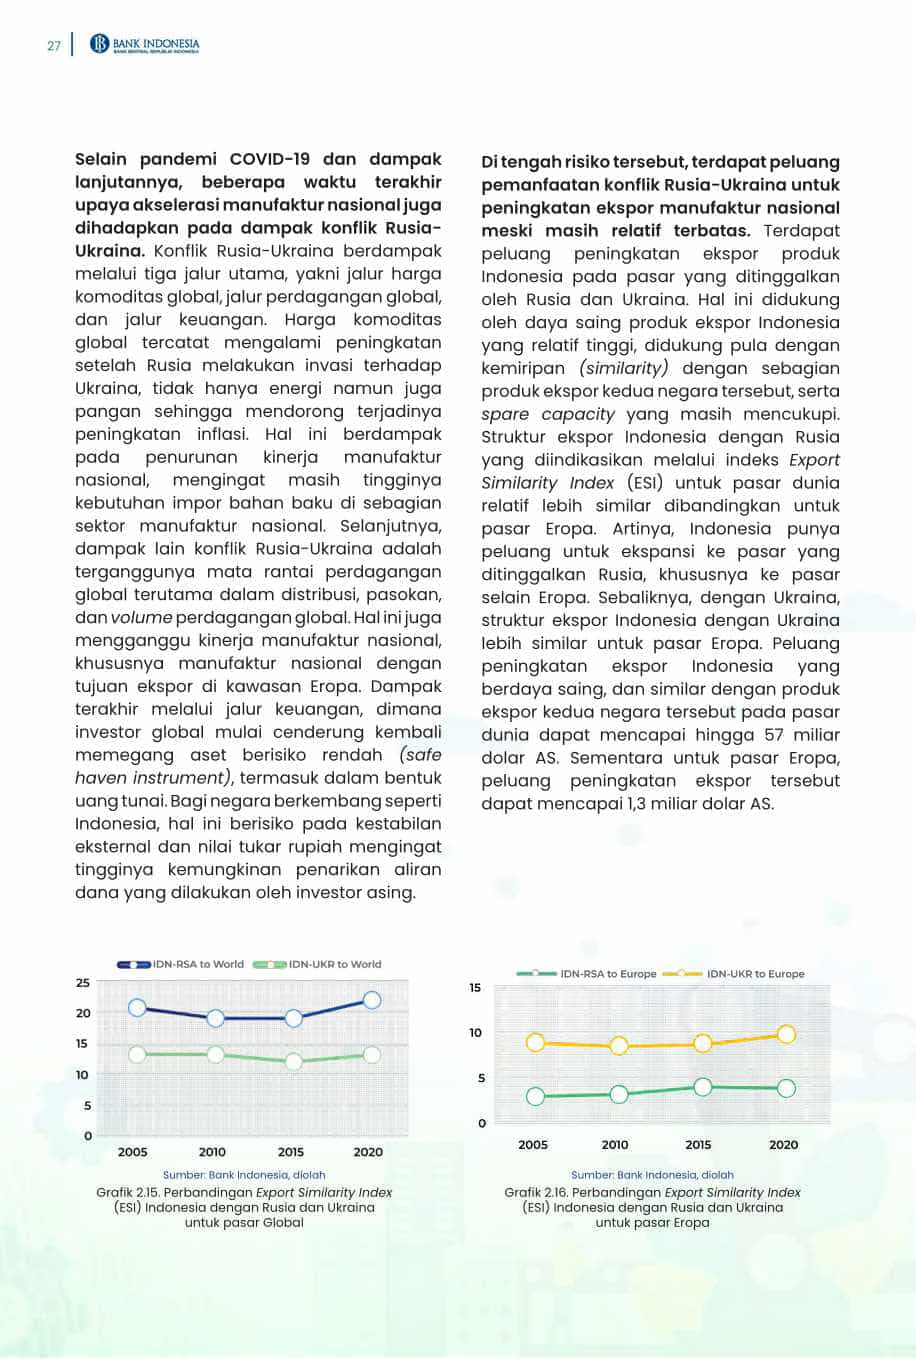 27
BANK INDONESIA
BANK SENTRAL REPUBLIK INDONESIA
Selain pandemi COVID-19 dan dampak
lanjutannya, beberapa waktu terakhir
upaya akselerasi manufaktur nasional juga
dihadapkan pada dampak konflik Rusia-
Ukraina. Konflik Rusia-Ukraina berdampak
melalui tiga jalur utama, yakni jalur harga
komoditas global, jalur perdagangan global,
dan jalur keuangan. Harga komoditas
global tercatat mengalami peningkatan
setelah Rusia melakukan invasi terhadap
Ukraina, tidak hanya energi namun juga
pangan sehingga mendorong terjadinya
peningkatan inflasi. Hal ini berdampak
pada penurunan kinerja manufaktur
nasional, mengingat masih tingginya
kebutuhan impor bahan baku di sebagian
sektor manufaktur nasional. Selanjutnya,
dampak lain konflik Rusia-Ukraina adalah
terganggunya mata rantai perdagangan
global terutama dalam distribusi, pasokan,
dan volume perdagangan global. Hal ini juga
mengganggu kinerja manufaktur nasional,
khususnya manufaktur nasional dengan
tujuan ekspor di kawasan Eropa. Dampak
terakhir melalui jalur keuangan, dimana
investor global mulai cenderung kembali
memegang aset berisiko rendah (safe
haven instrument), termasuk dalam bentuk
uang tunai. Bagi negara berkembang seperti
Indonesia, hal ini berisiko pada kestabilan
eksternal dan nilai tukar rupiah mengingat
tingginya kemungkinan penarikan aliran
dana yang dilakukan oleh investor asing.
Di tengah risiko tersebut, terdapat peluang
pemanfaatan konflik Rusia-Ukraina untuk
peningkatan ekspor manufaktur nasional
meski masih relatif terbatas. Terdapat
peluang peningkatan ekspor produk
Indonesia pada pasar yang ditinggalkan
oleh Rusia dan Ukraina. Hal ini didukung
oleh daya saing produk ekspor Indonesia
yang relatif tinggi, didukung pula dengan
kemiripan (similarity) dengan sebagian
produk ekspor kedua negara tersebut, serta
spare capacity yang masih mencukupi.
Struktur ekspor Indonesia dengan Rusia
yang diindikasikan melalui indeks Export
Similarity Index (ESI) untuk pasar dunia
relatif lebih similar dibandingkan untuk
pasar Eropa. Artinya, Indonesia punya
peluang untuk ekspansi ke pasar yang
ditinggalkan Rusia, khususnya ke pasar
selain Eropa. Sebaliknya, dengan Ukraina,
struktur ekspor Indonesia dengan Ukraina
lebih similar untuk pasar Eropa. Peluang
peningkatan ekspor Indonesia yang
berdaya saing, dan similar dengan produk
ekspor kedua negara tersebut pada pasar
dunia dapat mencapai hingga 57 miliar
dolar AS. Sementara untuk pasar Eropa,
peluang peningkatan ekspor tersebut
dapat mencapai 1,3 miliar dolar AS.
IDN-RSA to World IDN-UKR to World
25
20
15
10
5
0
2005 2010 2015 2020
Sumber: Bank Indonesia, diolah
Grafik 2.15. Perbandingan Export Similarity Index
(ESI) Indonesia dengan Rusia dan Ukraina
untuk pasar Global
IDN-RSA to Europe IDN-UKR to Europe
15
10
5
0
2005 2010 2015 2020
Sumber: Bank Indonesia, diolah
Grafik 2.16. Perbandingan Export Similarity Index
(ESI) Indonesia dengan Rusia dan Ukraina
untuk pasar Eropa